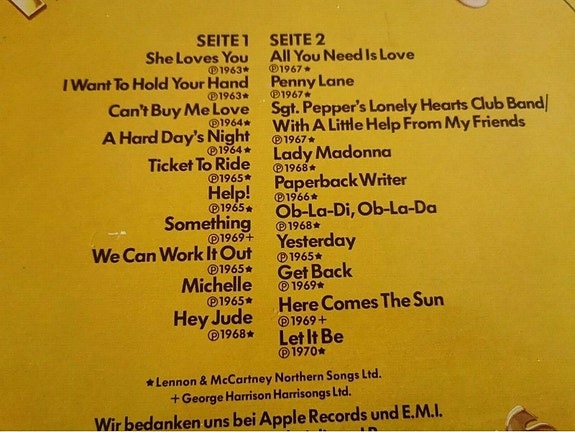 SEITE 1
She Loves You
℗1963★
I Want To Hold Your Hand
℗1963★
Can't Buy Me Love
℗1964★
A Hard Day's Night
℗1964★
Ticket To Ride
℗1965★
Help!
℗1965★
Something
℗1969+
We Can Work It Out
℗1965★
Michelle
℗1965★
Hey Jude
℗1968★
SEITE 2
All You Need Is Love
℗1967★
Penny Lane
℗1967★
Sgt. Pepper's Lonely Hearts Club Band/
With A Little Help From My Friends
℗1967★
Lady Madonna
℗1968★
Paperback Writer
℗1966★
Ob-La-Di, Ob-La-Da
℗1968★
Yesterday
℗1965★
Get Back
℗1969★
Here Comes The Sun
℗1969+
Let It Be
℗1970★
★Lennon & McCartney Northern Songs Ltd.
+George Harrison Harrisongs Ltd.
Wir bedanken uns bei Apple Records und E.M.I.